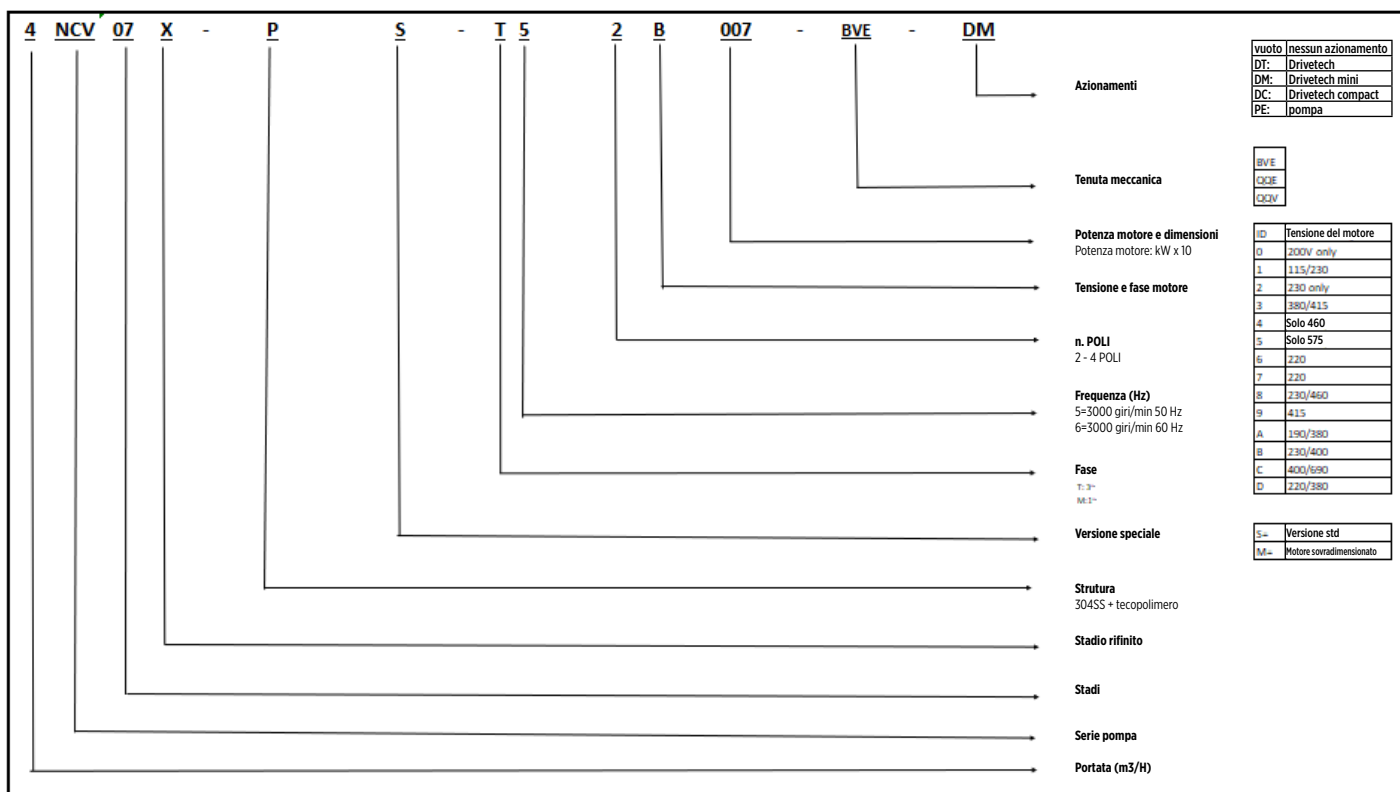 4 NCV 07 X - P S - T 5 2 B 007 - BVE - DM
vuoto nessun azionamento
DT: Drivetech
DM: Drivetech mini
DC: Drivetech compact
PE: pompa
Azionamenti
BVE
QQE
QQV
Tenuta meccanica
Potenza motore e dimensioni
Potenza motore: kW x 10
Tensione e fase motore
ID Tensione del motore
0 200V only
1 115/230
2 230 only
3 380/415
4 Solo 460
5 Solo 575
6 220
7 220
8 230/460
9 415
A 190/380
B 230/400
C 400/690
D 220/380
n. POLI
2 - 4 POLI
Frequenza (Hz)
5=3000 giri/min 50 Hz
6=3000 giri/min 60 Hz
Fase
T: 3~
M:1~
Versione speciale
S= Versione std
M= Motore sovradimensionato
Strutura
304SS + tecopolimero
Stadio rifinito
Stadi
Serie pompa
Portata (m3/H)